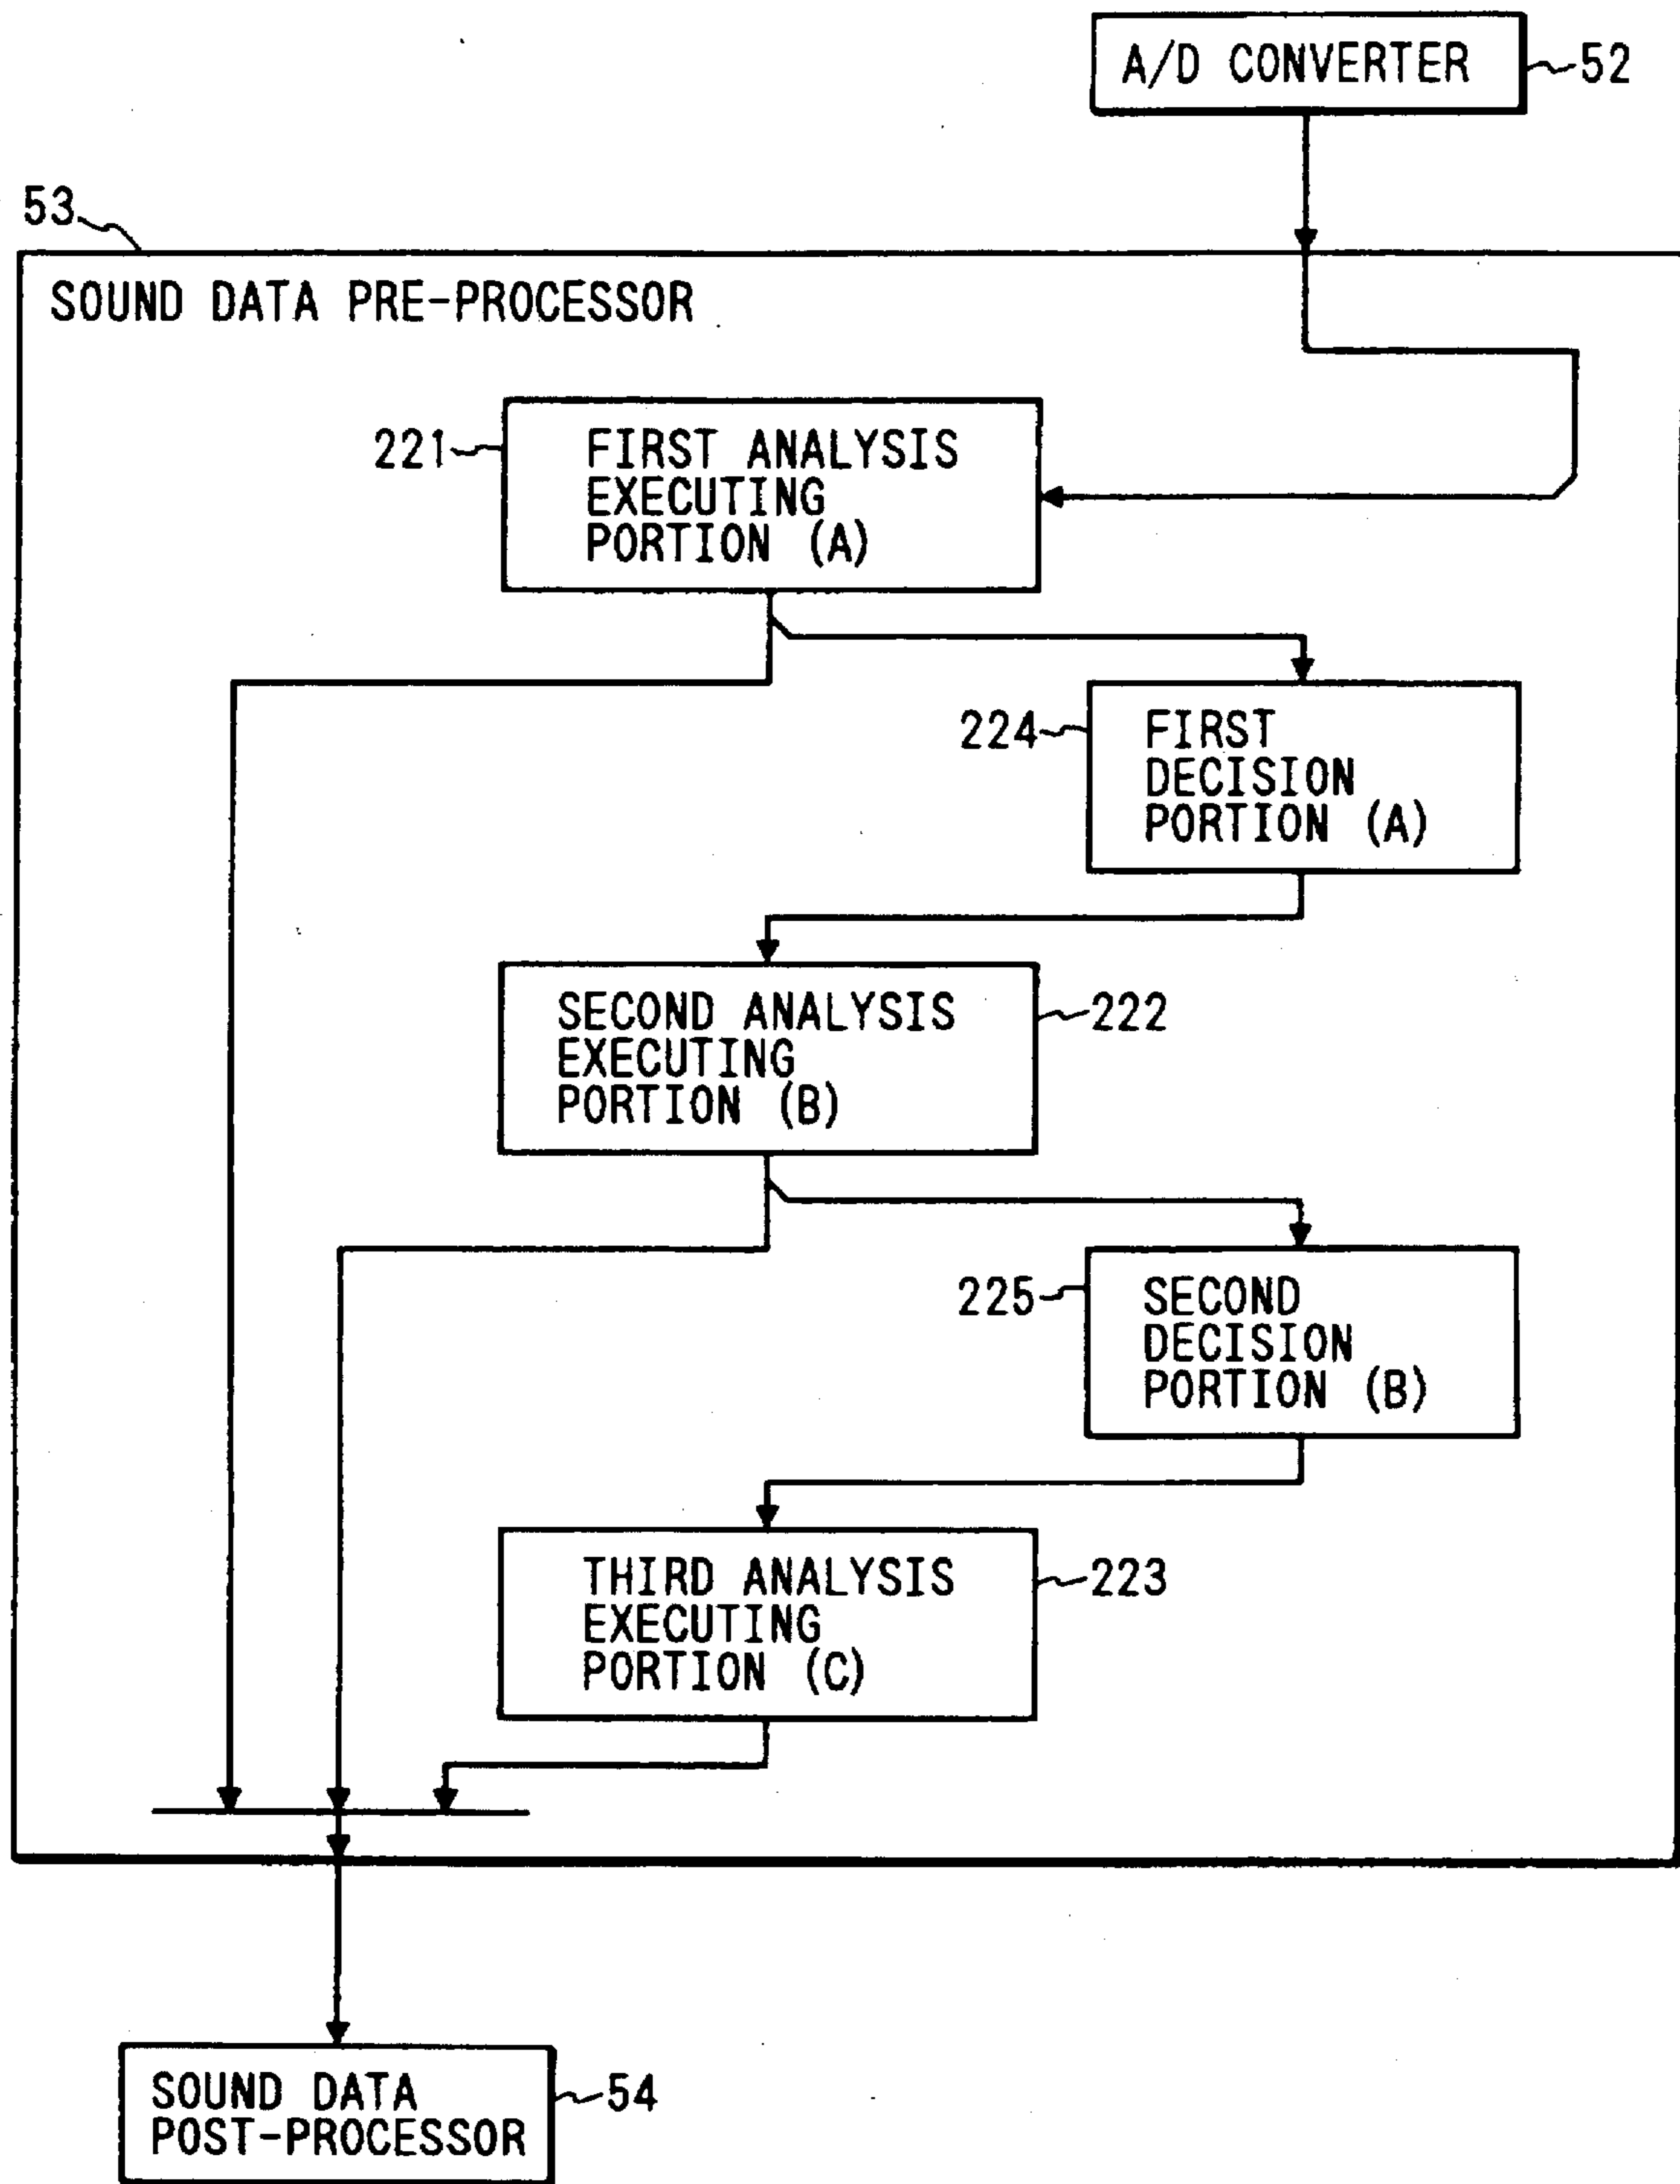 A/D CONVERTER
52
53
SOUND DATA PRE-PROCESSOR
221
FIRST ANALYSIS
EXECUTING
PORTION (A)
224
FIRST
DECISION
PORTION (A)
SECOND ANALYSIS
EXECUTING
PORTION (B)
222
225
SECOND
DECISION
PORTION (B)
THIRD ANALYSIS
EXECUTING
PORTION (C)
223
SOUND DATA
POST-PROCESSOR
54